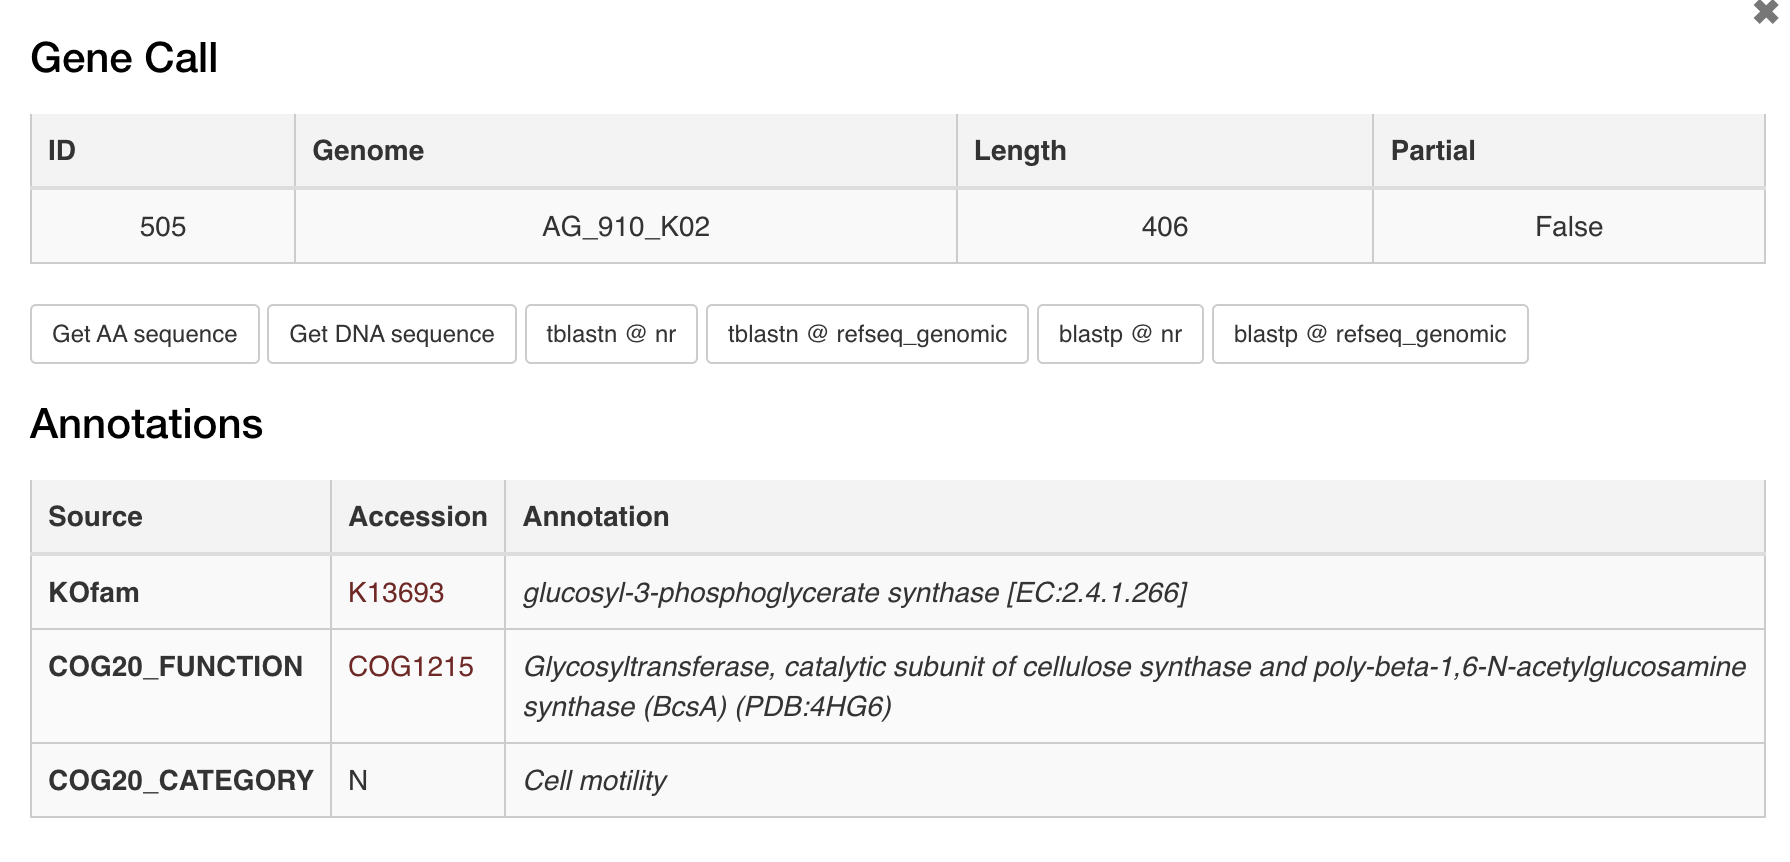 Gene Call
ID Genome Length Partial
505 AG_910_K02 406 False
Get AA sequence Get DNA sequence tblastn @ nr tblastn @ refseq_genomic blastp @ nr blastp @ refseq_genomic
Annotations
Source Accession Annotation
KOfam K13693 glucosyl-3-phosphoglycerate synthase [EC:2.4.1.266]
COG20_FUNCTION COG1215 Glycosyltransferase, catalytic subunit of cellulose synthase and poly-beta-1,6-N-acetylglucosamine
synthase (BcsA) (PDB:4HG6)
COG20_CATEGORY N Cell motility